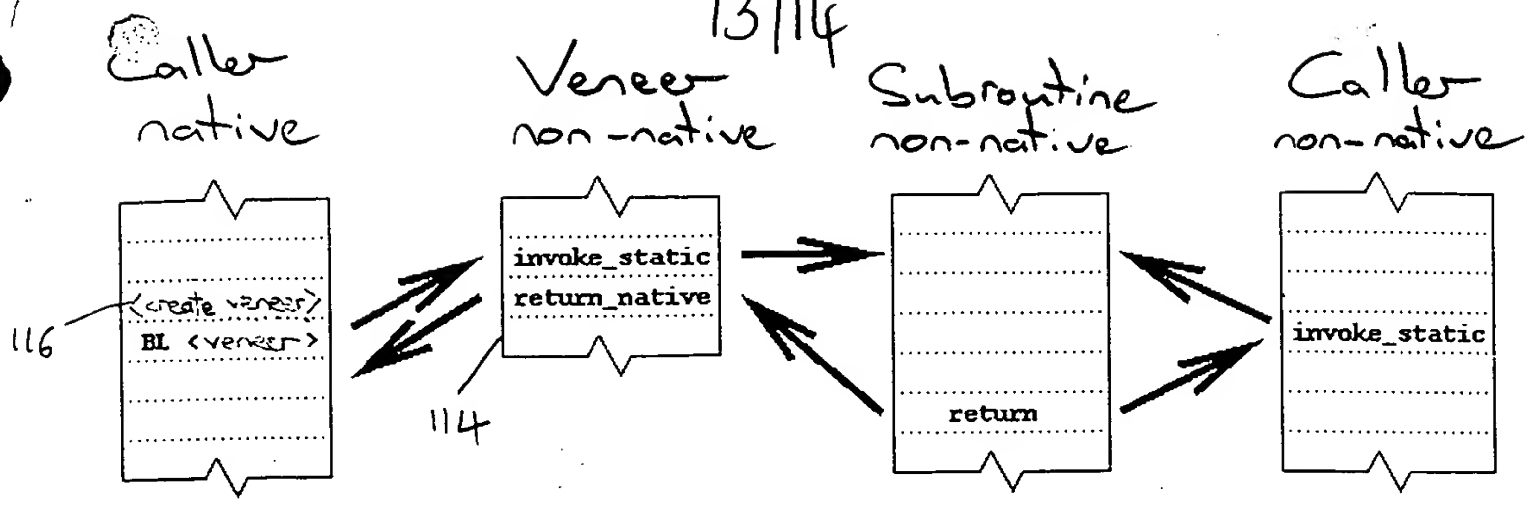 13/14
Caller
native
Veneer
non-native
Subroutine
non-native
Caller
non-native
116
<create veneer>
BL <veneer>
invoke_static
return_native
114
return
invoke_static